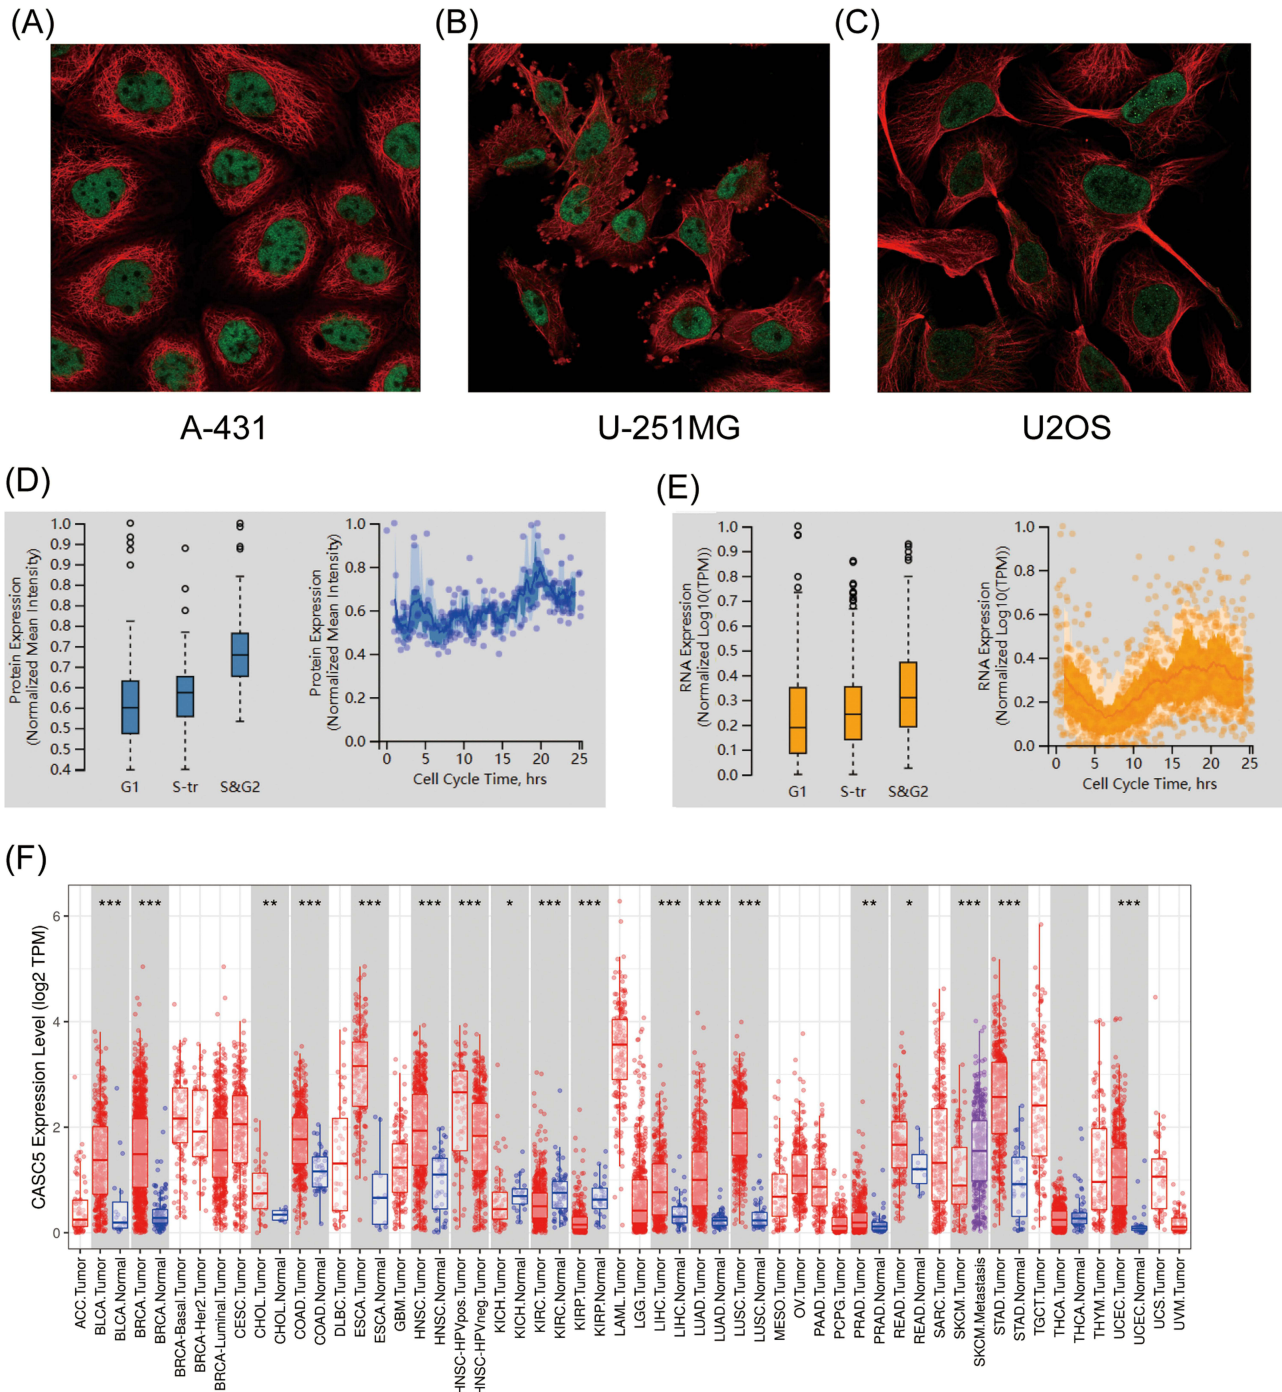 (A)
(B)
(C)
A-431
U-251MG
U2OS
(D)
(E)
Protein Expression
(Normalized Mean Intensity)
1.0
0.9
0.9
0.8
0.8
0.7
0.7
0.6
0.6
0.5
0.5
0.4
G1
S-tr
S&G2
Protein Expression
(Normalized Mean Intensity)
1.0
0.8
0.6
0.4
0.2
0.0
0
5
10
15
20
25
Cell Cycle Time, hrs
RNA Expression
(Normalized Log10(TPM))
1.0
0.9
0.8
0.7
0.6
0.5
0.4
0.3
0.2
0.1
0.0
G1
S-tr
S&G2
RNA Expression
(Normalized Log10(TPM))
1.0
0.8
0.6
0.4
0.2
0.0
0
5
10
15
20
25
Cell Cycle Time, hrs
(F)
CASC5 Expression Level (log2 TPM)
6
4
2
0
***
***
**
***
***
***
***
*
***
***
***
***
***
**
*
***
***
***
ACC.Tumor
BLCA.Tumor
BLCA.Normal
BRCA.Tumor
BRCA.Normal
BRCA-Basal.Tumor
BRCA-Her2.Tumor
BRCA-Luminal.Tumor
CESC.Tumor
CHOL.Tumor
CHOL.Normal
COAD.Tumor
COAD.Normal
DLBC.Tumor
ESCA.Tumor
ESCA.Normal
GBM.Tumor
HNSC.Tumor
HNSC.Normal
HNSC-HPVpos.Tumor
HNSC-HPVneg.Tumor
KICH.Tumor
KICH.Normal
KIRC.Tumor
KIRC.Normal
KIRP.Tumor
KIRP.Normal
LAML.Tumor
LGG.Tumor
LIHC.Tumor
LIHC.Normal
LUAD.Tumor
LUAD.Normal
LUSC.Tumor
LUSC.Normal
MESO.Tumor
OV.Tumor
PAAD.Tumor
PCPG.Tumor
PRAD.Tumor
PRAD.Normal
READ.Tumor
READ.Normal
SARC.Tumor
SKCM.Tumor
SKCM.Metastasis
STAD.Tumor
STAD.Normal
TGCT.Tumor
THCA.Tumor
THCA.Normal
THYM.Tumor
UCEC.Tumor
UCEC.Normal
UCS.Tumor
UVM.Tumor